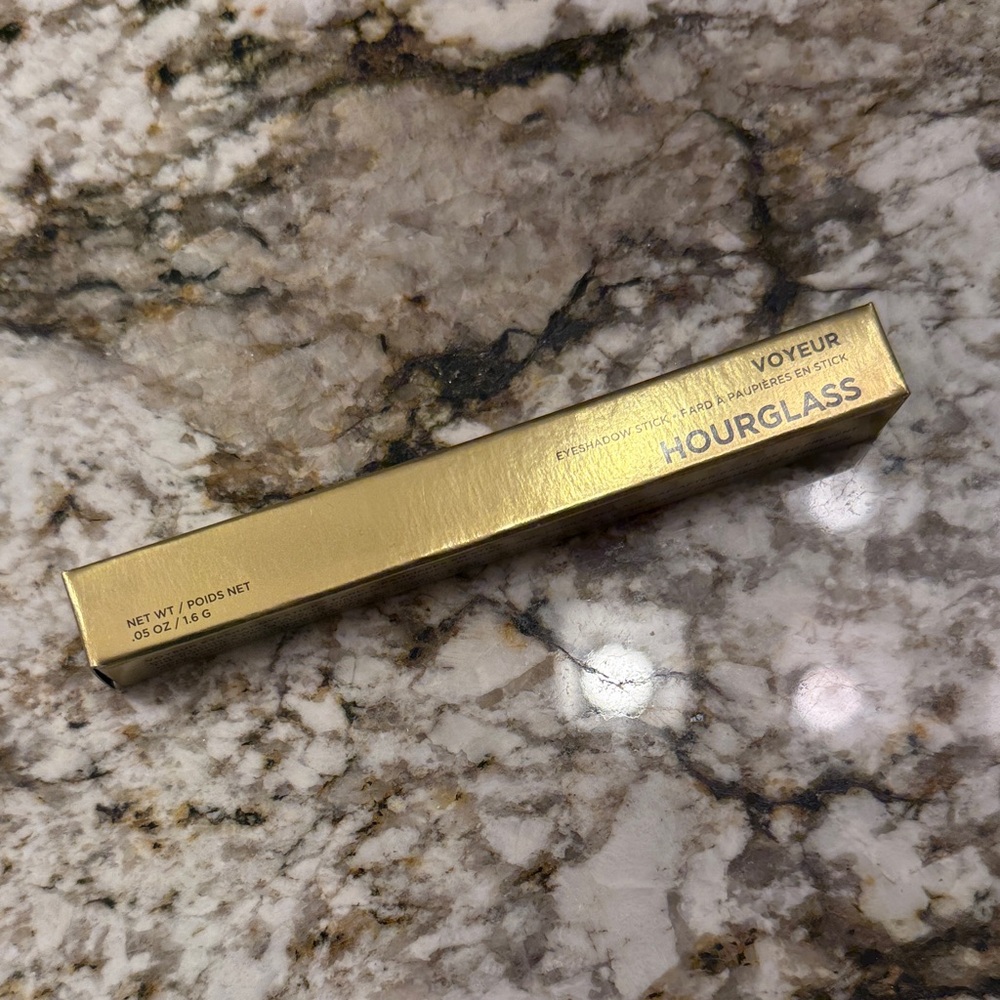 VOYEUR
EYESHADOW STICK • FARD À PAUPIÈRES EN STICK
HOURGLASS
NET WT / POIDS NET
.05 OZ / 1.6 G